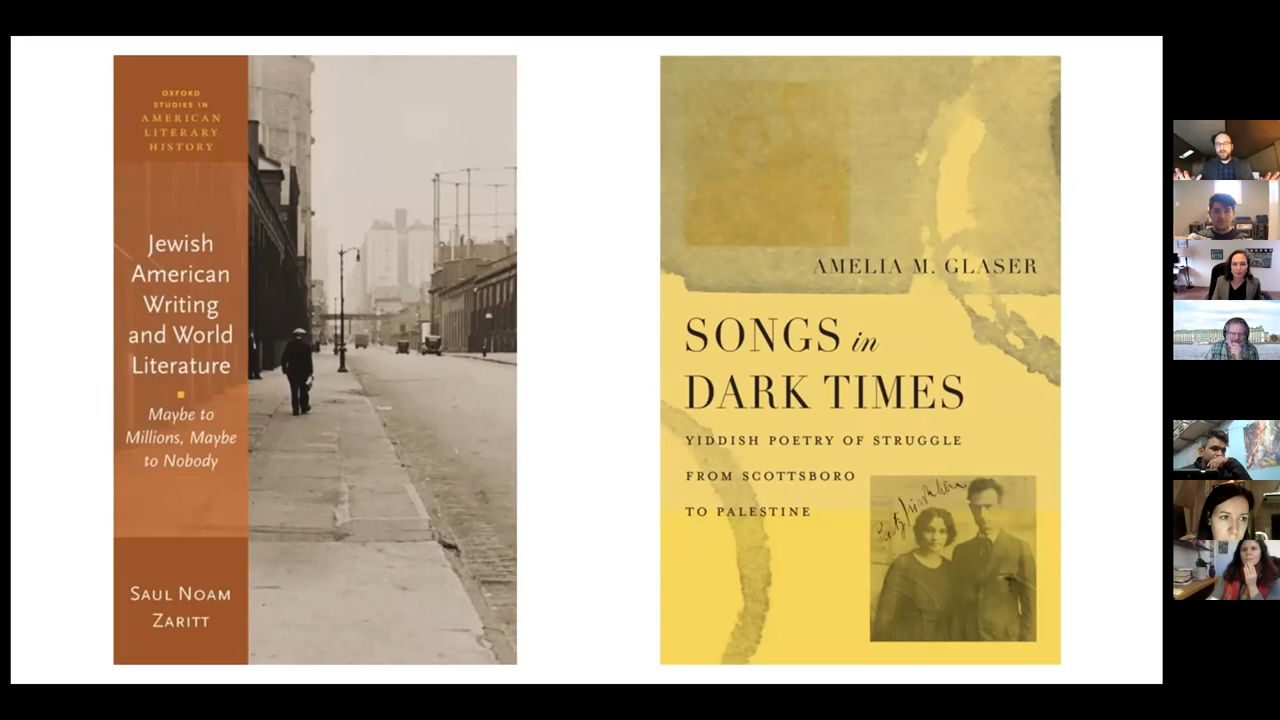 OXFORD
STUDIES IN
AMERICAN
LITERARY
HISTORY
Jewish
American
Writing
and World
Literature
Maybe to
Millions, Maybe
to Nobody
SAUL NOAM
ZARITT
AMELIA M. GLASER
SONGS in
DARK TIMES
YIDDISH POETRY OF STRUGGLE
FROM SCOTTSBORO
TO PALESTINE